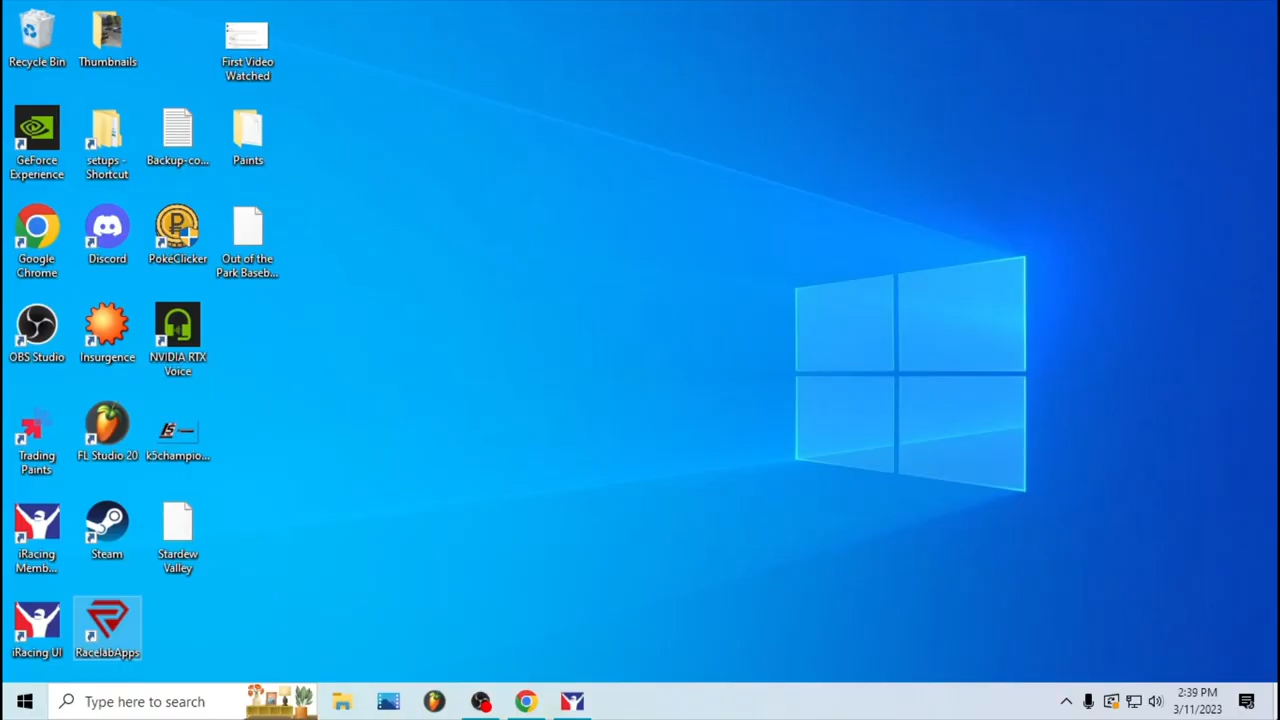 Recycle Bin
Thumbnails
First Video
Watched
GeForce
Experience
setups -
Shortcut
Backup-co...
Paints
Google
Chrome
Discord
PokeClicker
Out of the
Park Baseb...
OBS Studio
Insurgence
NVIDIA RTX
Voice
Trading
Paints
FL Studio 20
k5champio...
iRacing
Memb...
Steam
Stardew
Valley
iRacing UI
RacelabApps
Type here to search
2:39 PM
3/11/2023